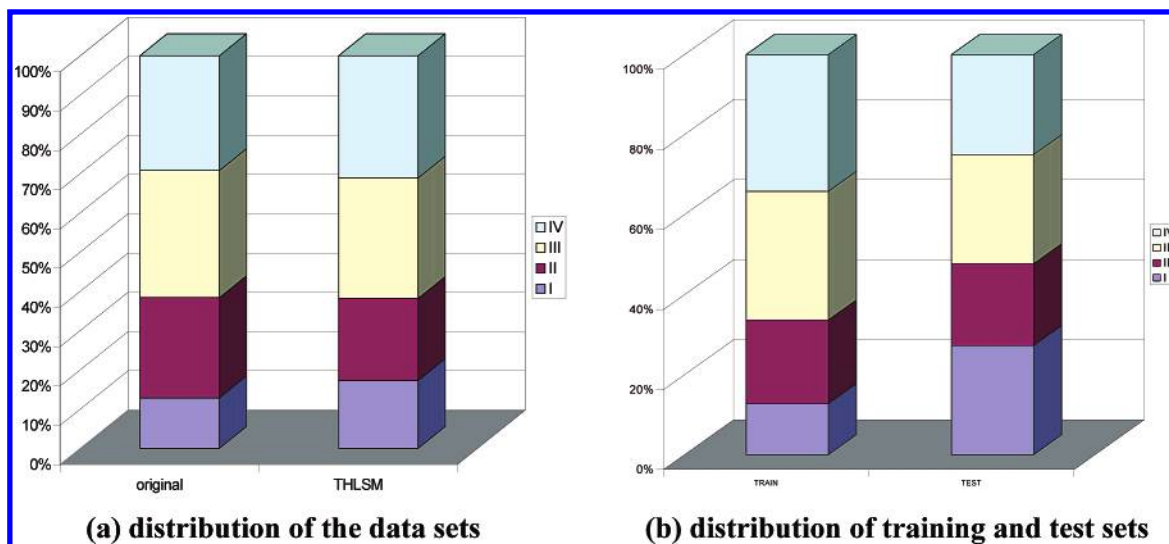 100%
90%
80%
70%
60%
50%
40%
30%
20%
10%
0%
original THLSM
IV
III
II
I
(a) distribution of the data sets
100%
80%
60%
40%
20%
0%
TRAIN TEST
I
(b) distribution of training and test sets